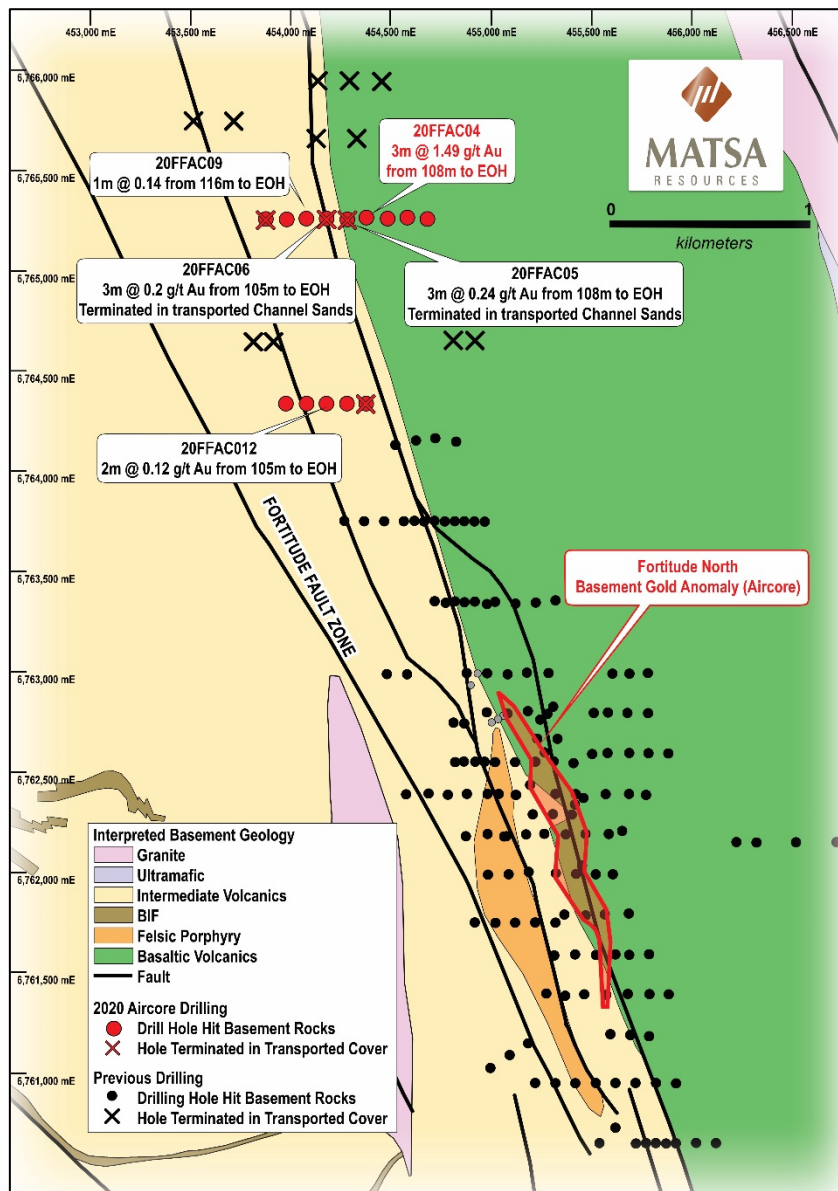 453,000 mE
453,500 mE
454,000 mE
454,500 mE
455,000 mE
455,500 mE
456,000 mE
456,500 mE
6,766,000 mE
6,765,500 mE
6,765,000 mE
6,764,500 mE
6,764,000 mE
6,763,500 mE
6,763,000 mE
6,762,500 mE
6,762,000 mE
6,761,500 mE
6,761,000 mE
MATSA
RESOURCES
0
1
kilometers
20FFAC09
1m @ 0.14 from 116m to EOH
20FFAC04
3m @ 1.49 g/t Au
from 108m to EOH
20FFAC06
3m @ 0.2 g/t Au from 105m to EOH
Terminated in transported Channel Sands
20FFAC05
3m @ 0.24 g/t Au from 108m to EOH
Terminated in transported Channel Sands
20FFAC012
2m @ 0.12 g/t Au from 105m to EOH
FORTITUDE FAULT ZONE
Fortitude North
Basement Gold Anomaly (Aircore)
Interpreted Basement Geology
Granite
Ultramafic
Intermediate Volcanics
BIF
Felsic Porphyry
Basaltic Volcanics
Fault
2020 Aircore Drilling
Drill Hole Hit Basement Rocks
Hole Terminated in Transported Cover
Previous Drilling
Drilling Hole Hit Basement Rocks
Hole Terminated in Transported Cover